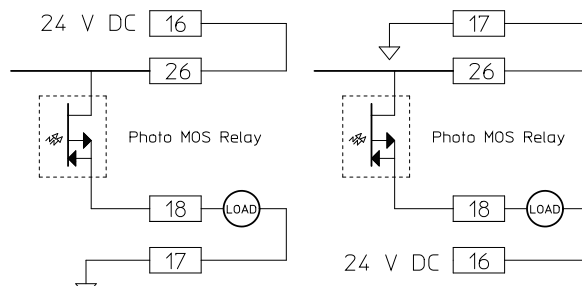 24 V DC 16
26
Photo MOS Relay
18 LOAD
17
17
26
Photo MOS Relay
18 LOAD
24 V DC 16